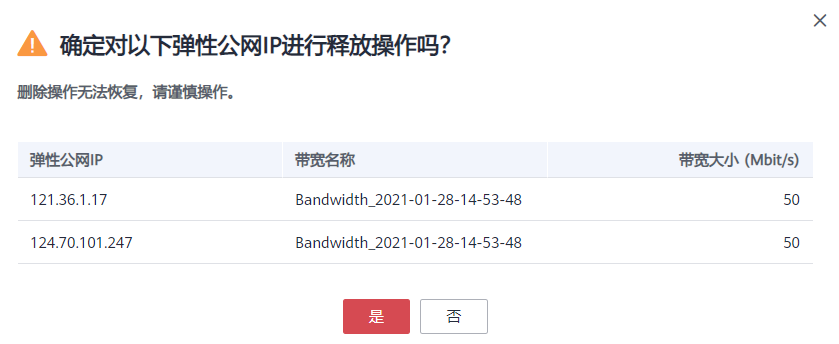 确定对以下弹性公网IP进行释放操作吗？
删除操作无法恢复，请谨慎操作。
弹性公网IP 带宽名称 带宽大小 (Mbit/s)
121.36.1.17 Bandwidth_2021-01-28-14-53-48 50
124.70.101.247 Bandwidth_2021-01-28-14-53-48 50
是 否